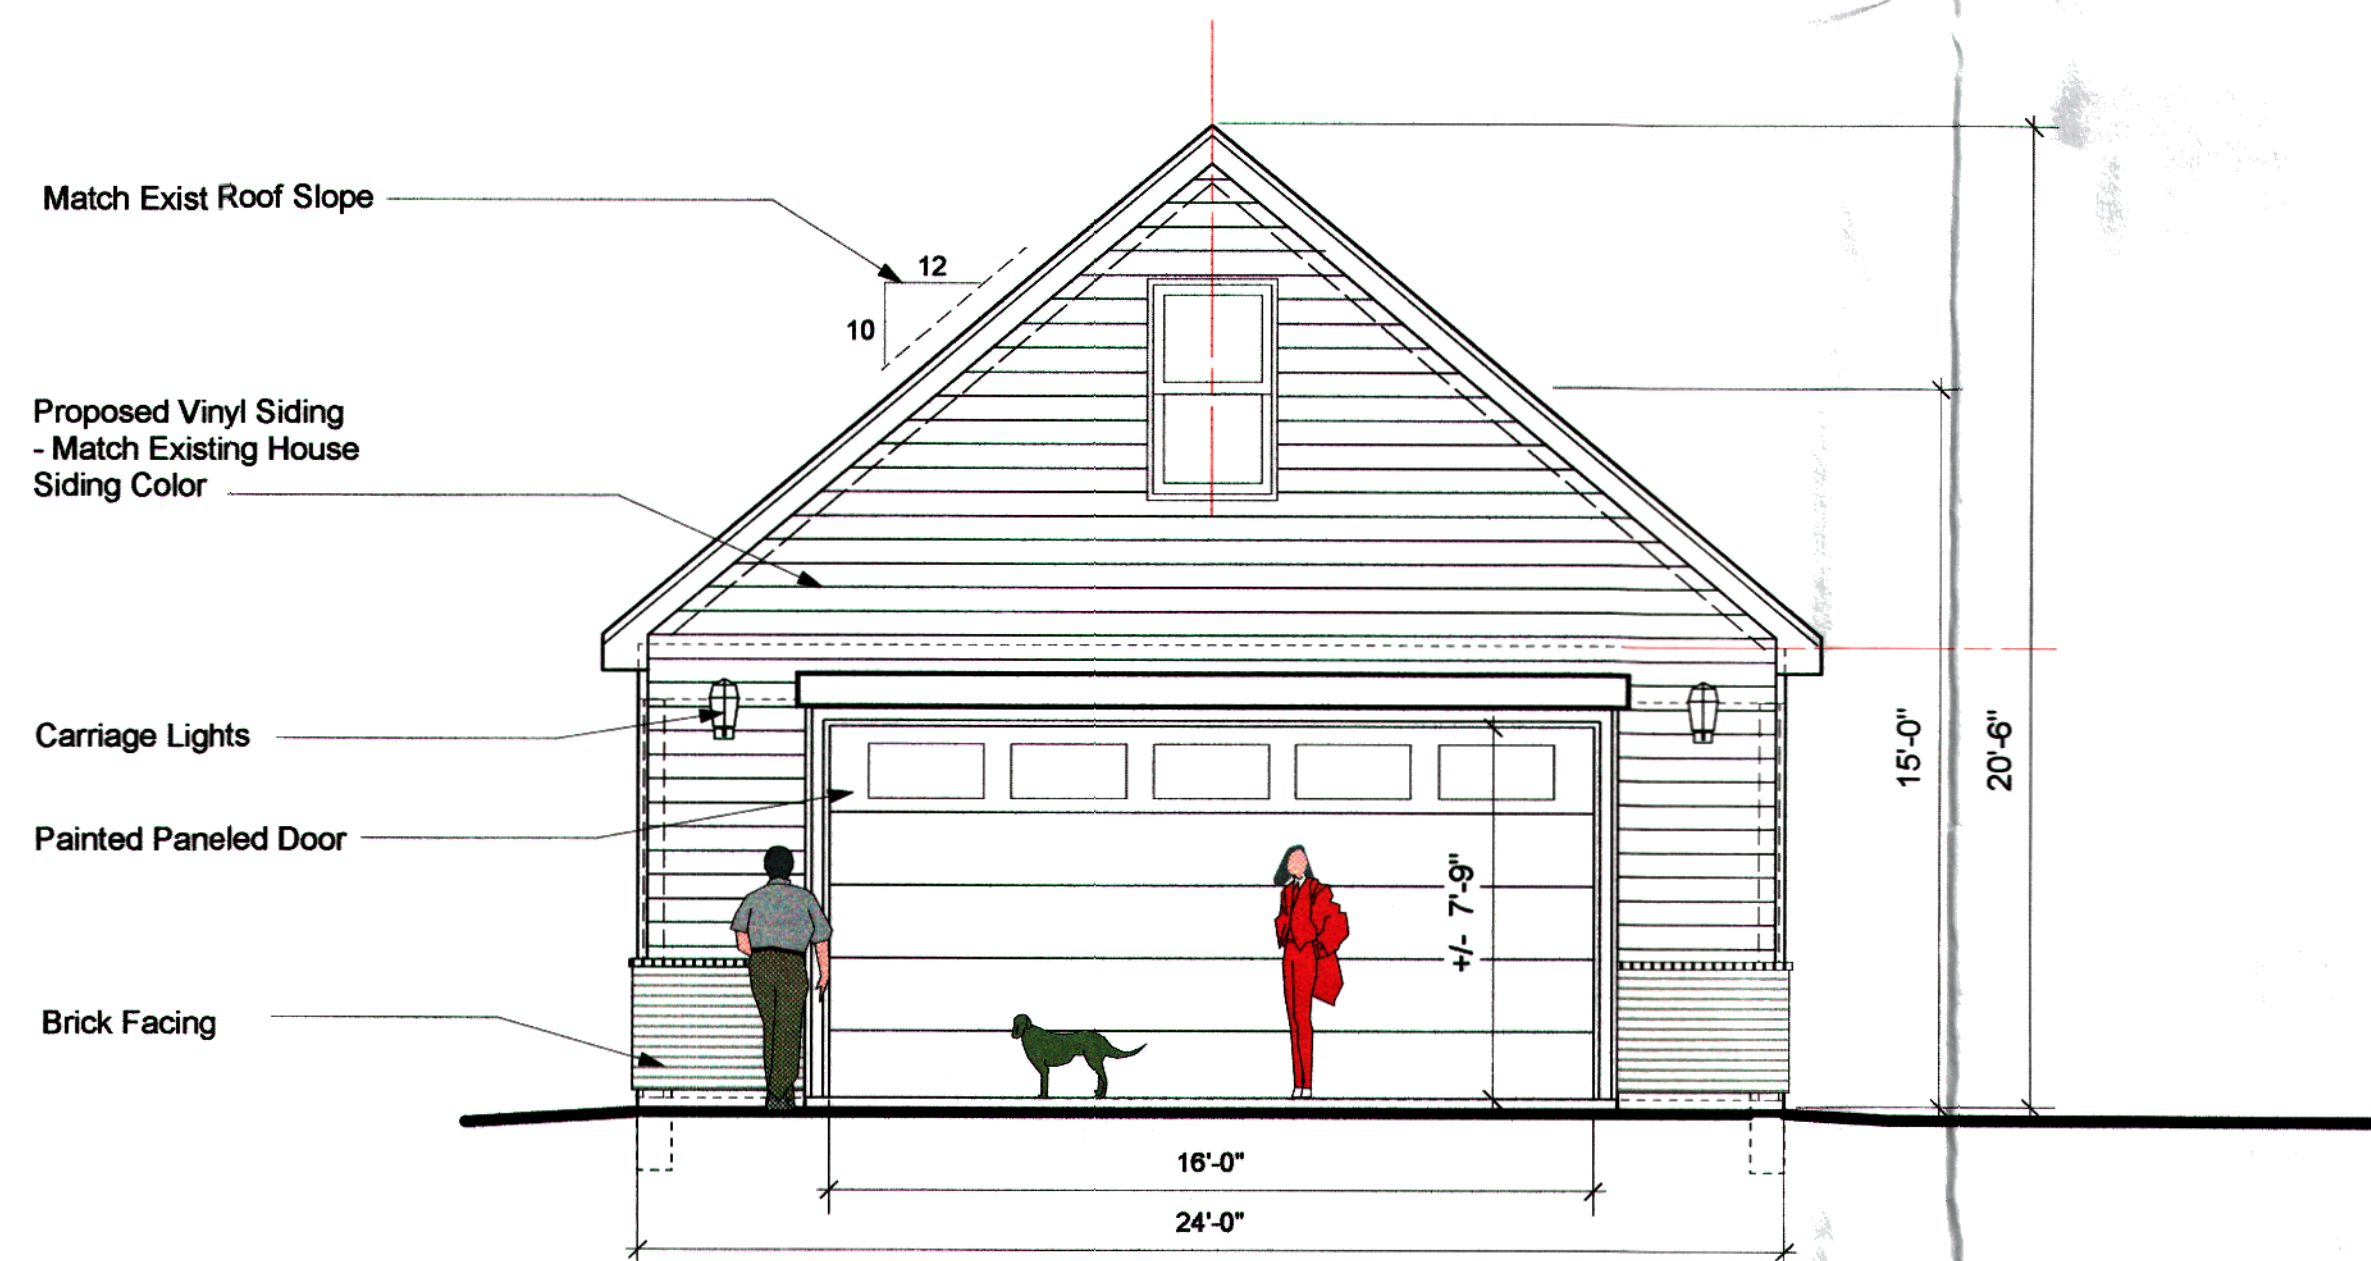 Match Exist Roof Slope
12
10
Proposed Vinyl Siding
- Match Existing House
Siding Color
Carriage Lights
Painted Paneled Door
Brick Facing
+/- 7'-9"
15'-0"
20'-6"
16'-0"
24'-0"